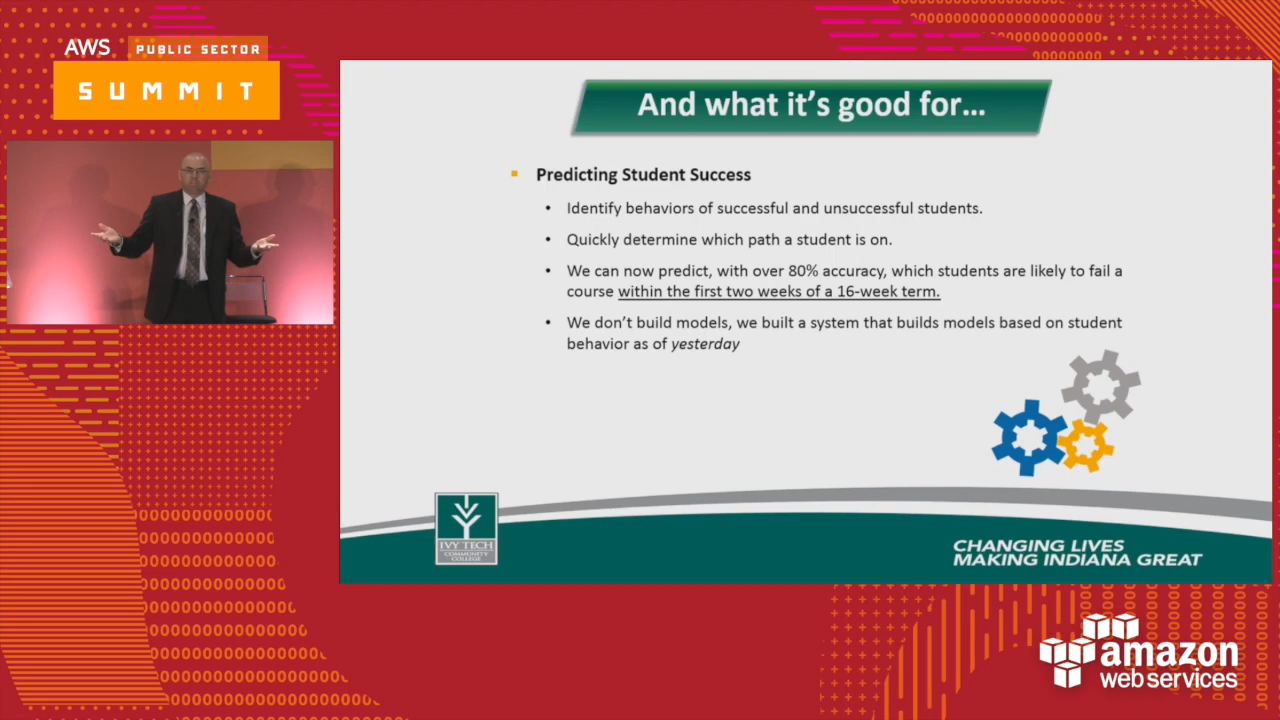 AWS PUBLIC SECTOR
SUMMIT
And what it's good for...
Predicting Student Success
• Identify behaviors of successful and unsuccessful students.
• Quickly determine which path a student is on.
• We can now predict, with over 80% accuracy, which students are likely to fail a
course within the first two weeks of a 16-week term.
• We don't build models, we built a system that builds models based on student
behavior as of yesterday
IVY TECH
COMMUNITY
COLLEGE
CHANGING LIVES
MAKING INDIANA GREAT
amazon
web services